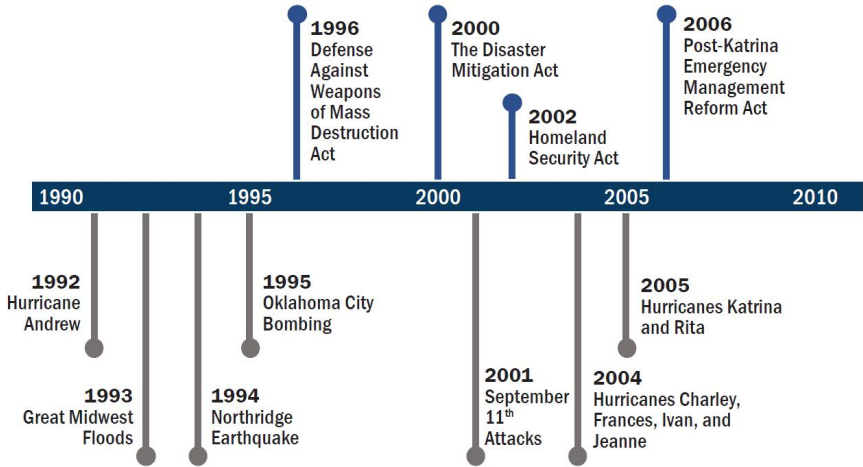 1996
Defense
Against
Weapons
of Mass
Destruction
Act
2000
The Disaster
Mitigation Act
2002
Homeland
Security Act
2006
Post-Katrina
Emergency
Management
Reform Act
1990 1995 2000 2005 2010
1992
Hurricane
Andrew
1993
Great Midwest
Floods
1994
Northridge
Earthquake
1995
Oklahoma City
Bombing
2001
September
11th
Attacks
2004
Hurricanes Charley,
Frances, Ivan, and
Jeanne
2005
Hurricanes Katrina
and Rita